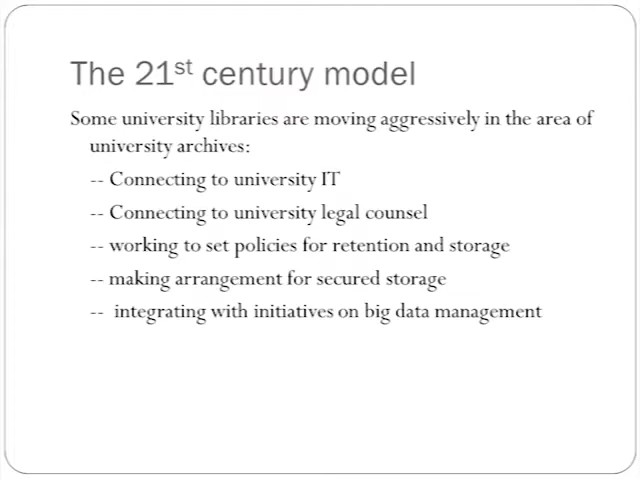 The 21st century model
Some university libraries are moving aggressively in the area of
university archives:
-- Connecting to university IT
-- Connecting to university legal counsel
-- working to set policies for retention and storage
-- making arrangement for secured storage
-- integrating with initiatives on big data management